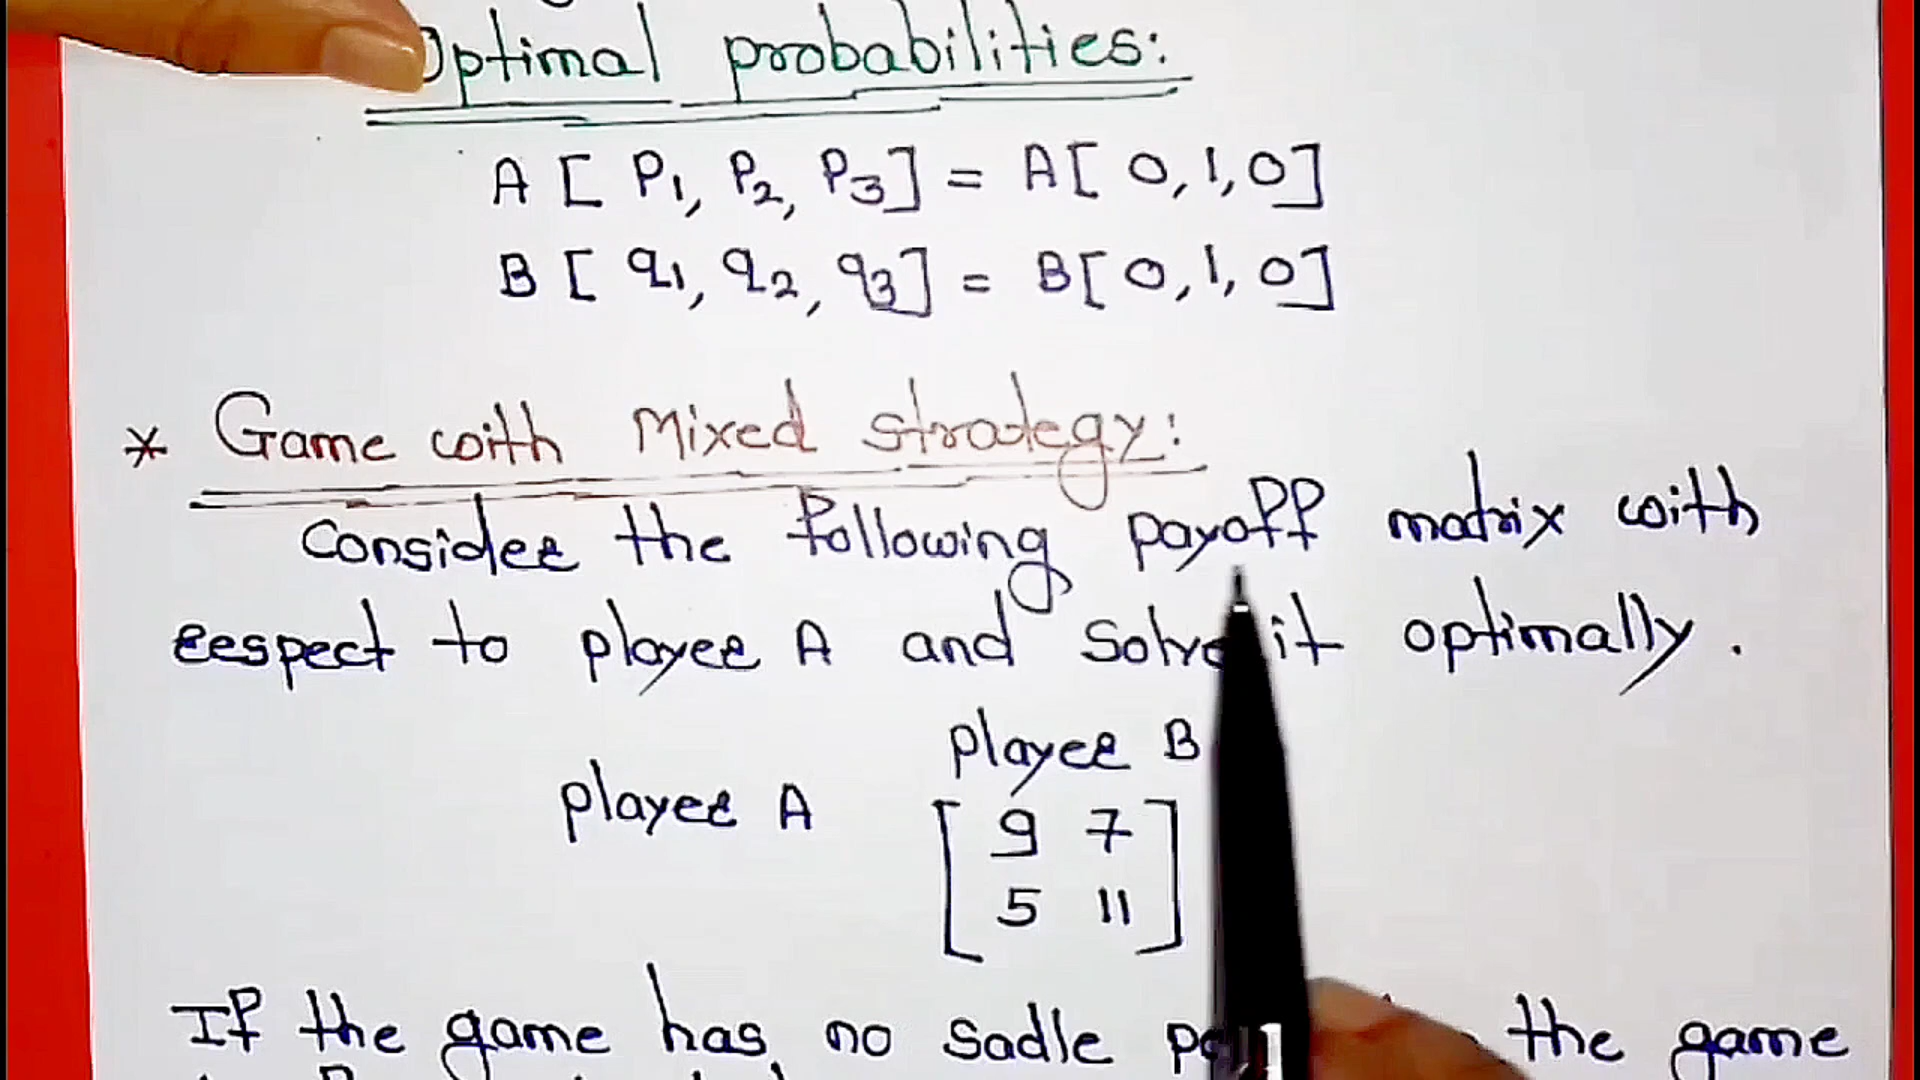 Optimal probabilities:
A [ P1, P2, P3] = A[ 0, 1, 0]
B [ q1, q2, q3] = B[ 0, 1, 0]
* Game with Mixed strategy:
Consider the following payoff matrix with
respect to player A and Solve it optimally.
player B
player A
9 7
5 11
If the game has no sadle the game